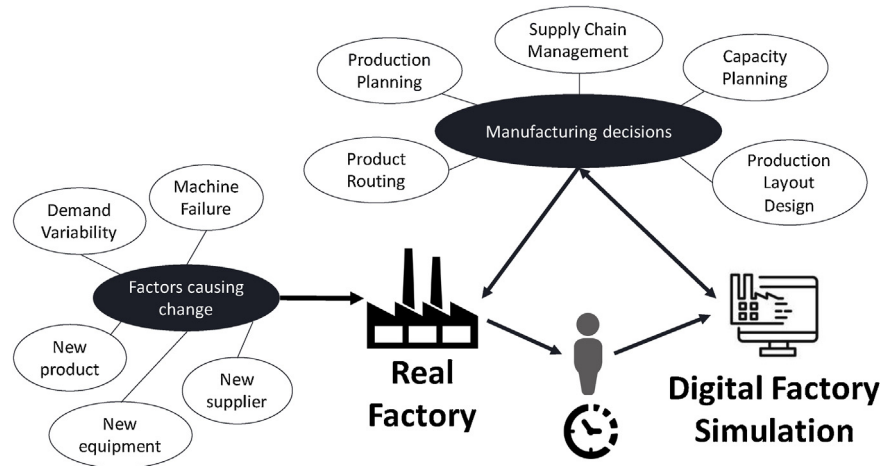 Supply Chain
Management
Production
Planning
Capacity
Planning
Manufacturing decisions
Product
Routing
Production
Layout
Design
Machine
Failure
Demand
Variability
Factors causing
change
New
product
New
supplier
New
equipment
Real
Factory
Digital Factory
Simulation